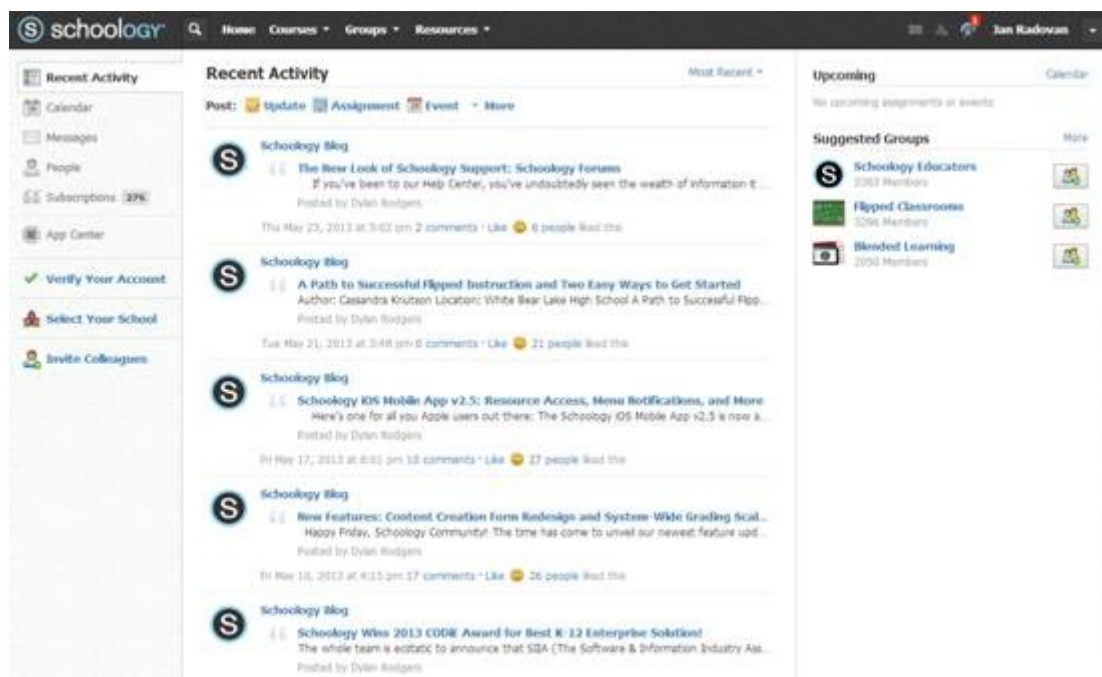 schoology
Home Courses Groups Resources
1
Jan Radovan
Recent Activity
Calendar
Messages
People
Subscriptions
App Center
Verify Your Account
Select Your School
Invite Colleagues
Recent Activity
Most Recent
Post: Update Assignment Event More
Schoology Blog
The New Look of Schoology Support: Schoology Forums
If you've been to our Help Center, you've undoubtedly seen the wealth of information it ...
Posted by Dylan Rodgers
Thu May 23, 2013 at 5:02 pm 2 comments · Like 6 people liked this
Schoology Blog
A Path to Successful Flipped Instruction and Two Easy Ways to Get Started
Author: Cassandra Knutson Location: White Bear Lake High School A Path to Successful Flipp...
Posted by Dylan Rodgers
Tue May 21, 2013 at 3:48 pm comments · Like 21 people liked this
Schoology Blog
Schoology iOS Mobile App v2.5: Resource Access, Menu Notifications, and More
Here's one for all you Apple users out there: The Schoology iOS Mobile App v2.5 is now a...
Posted by Dylan Rodgers
Fri May 17, 2013 at pm comments · Like 27 people liked this
Schoology Blog
New Features: Content Creation Form Redesign and System-Wide Grading Scal...
Happy Friday, Schoology Community! The time has come to unveil our newest feature upd...
Posted by Dylan Rodgers
Fri May 2013 at 4:15 pm 17 comments · Like 26 people liked this
Schoology Blog
Schoology Wins 2013 CODiE Award for Best K-12 Enterprise Solution!
The whole team is ecstatic to announce that SIIA (The Software & Information Industry Ass...
Posted by Dylan Rodgers
Upcoming
Calendar
No upcoming assignments or events
Suggested Groups
More
Schoology Educators
Members
Flipped Classrooms
Members
Blended Learning
Members